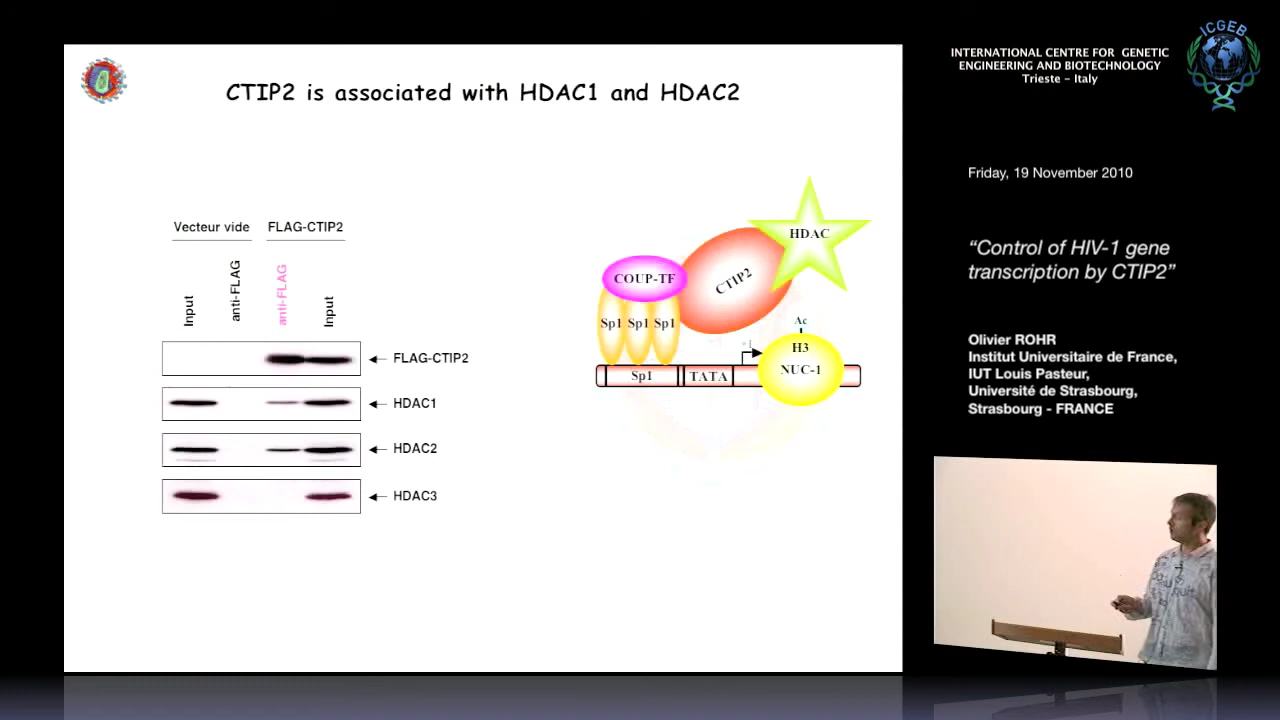 CTIP2 is associated with HDAC1 and HDAC2
Vecteur vide
FLAG-CTIP2
Input
anti-FLAG
anti-FLAG
Input
FLAG-CTIP2
HDAC1
HDAC2
HDAC3
HDAC
COUP-TF
CTIP2
Sp1 Sp1 Sp1
Ac
+1
H3
NUC-1
Sp1
TATA
INTERNATIONAL CENTRE FOR GENETIC
ENGINEERING AND BIOTECHNOLOGY
Trieste - Italy
ICGEB
Friday, 19 November 2010
“Control of HIV-1 gene
transcription by CTIP2”
Olivier ROHR
Institut Universitaire de France,
IUT Louis Pasteur,
Université de Strasbourg,
Strasbourg - FRANCE